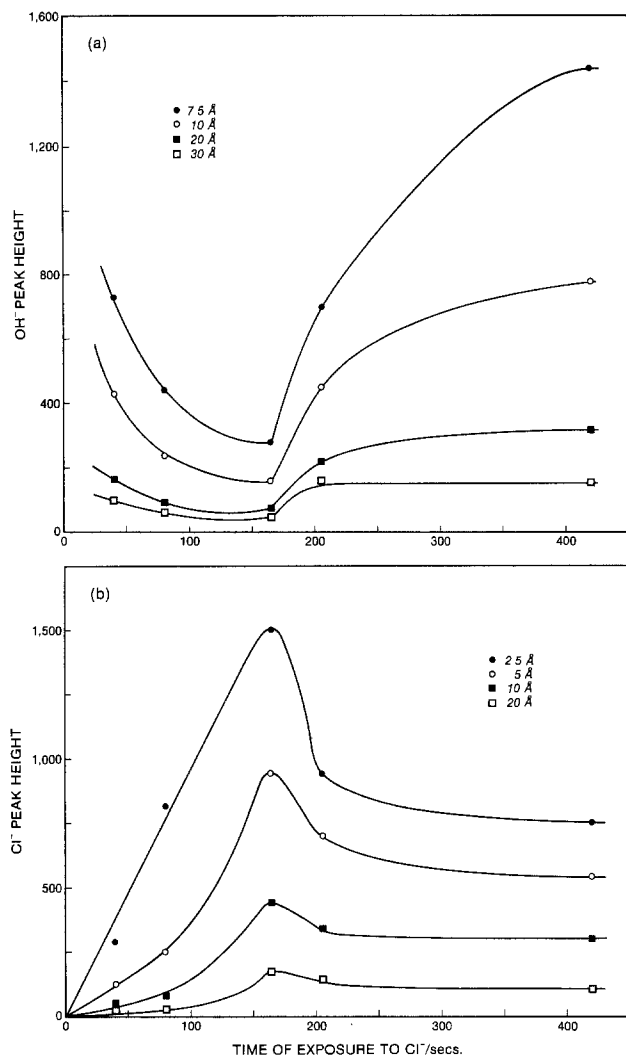 1,600
(a)
● 7 5 Å
○ 10 Å
■ 20 Å
□ 30 Å
1,200
800
400
0
OH⁻ PEAK HEIGHT
0 100 200 300 400
(b)
1,500
● 2 5 Å
○ 5 Å
■ 10 Å
□ 20 Å
1,000
500
0
Cl⁻ PEAK HEIGHT
0 100 200 300 400
TIME OF EXPOSURE TO Cl⁻/secs.